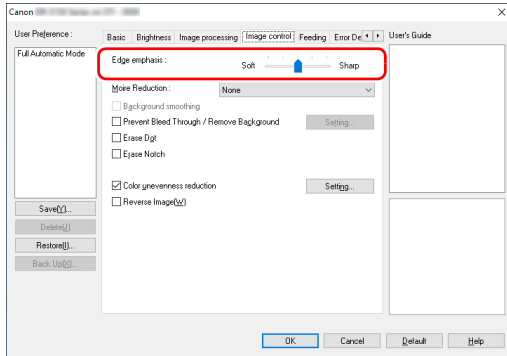 Canon
User Preference :
Full Automatic Mode
Save(Y)...
Delete(J)
Restore(I)...
Back Up(K)...
Basic Brightness Image processing Image control Feeding Error De
Edge emphasis :
Soft Sharp
Moire Reduction : None
Background smoothing
Prevent Bleed Through / Remove Background Setting...
Erase Dot
Erase Notch
Color unevenness reduction Setting...
Reverse Image(W)
User's Guide
OK Cancel Default Help